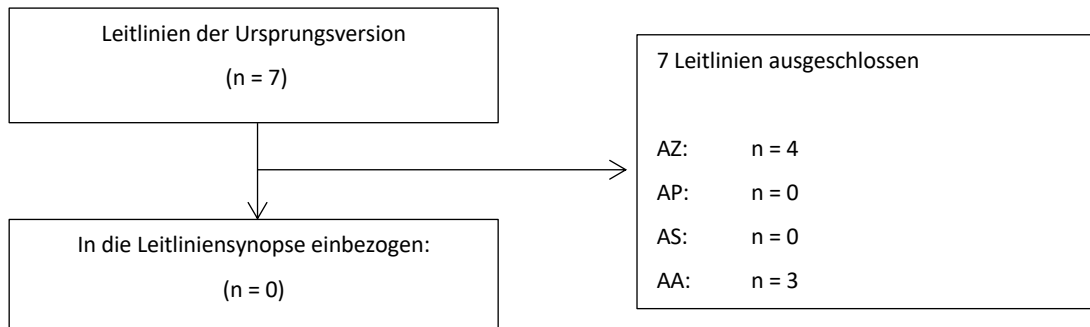 Leitlinien der Ursprungsversion
(n = 7)
7 Leitlinien ausgeschlossen
AZ: n = 4
AP: n = 0
AS: n = 0
AA: n = 3
In die Leitliniensynopse einbezogen:
(n = 0)